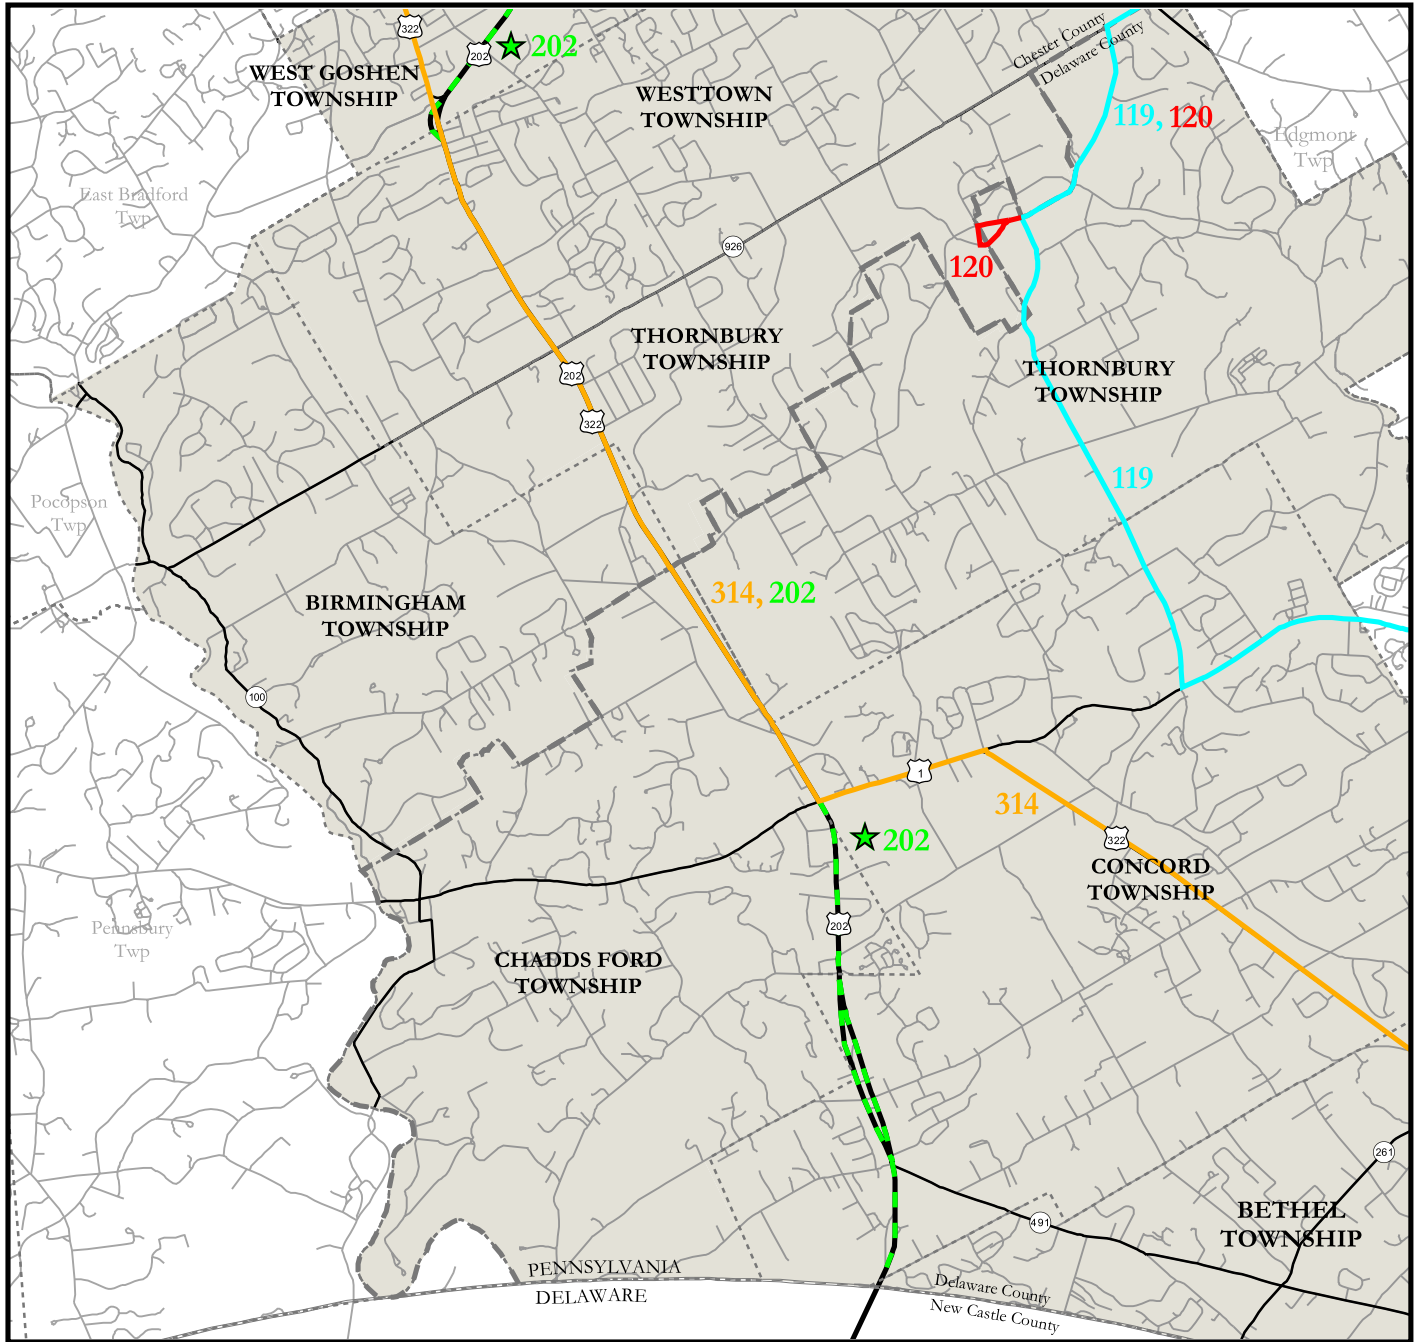 322
202
202
WEST GOSHEN
TOWNSHIP
WESTTOWN
TOWNSHIP
Chester County
Delaware County
119, 120
Edgmont
Twp
East Bradford
Twp
926
120
THORNBURY
TOWNSHIP
THORNBURY
TOWNSHIP
202
322
119
Pocopson
Twp
314, 202
BIRMINGHAM
TOWNSHIP
100
1
314
322
202
CONCORD
TOWNSHIP
Pennsbury
Twp
202
CHADDS FORD
TOWNSHIP
261
491
BETHEL
TOWNSHIP
PENNSYLVANIA
DELAWARE
Delaware County
New Castle County